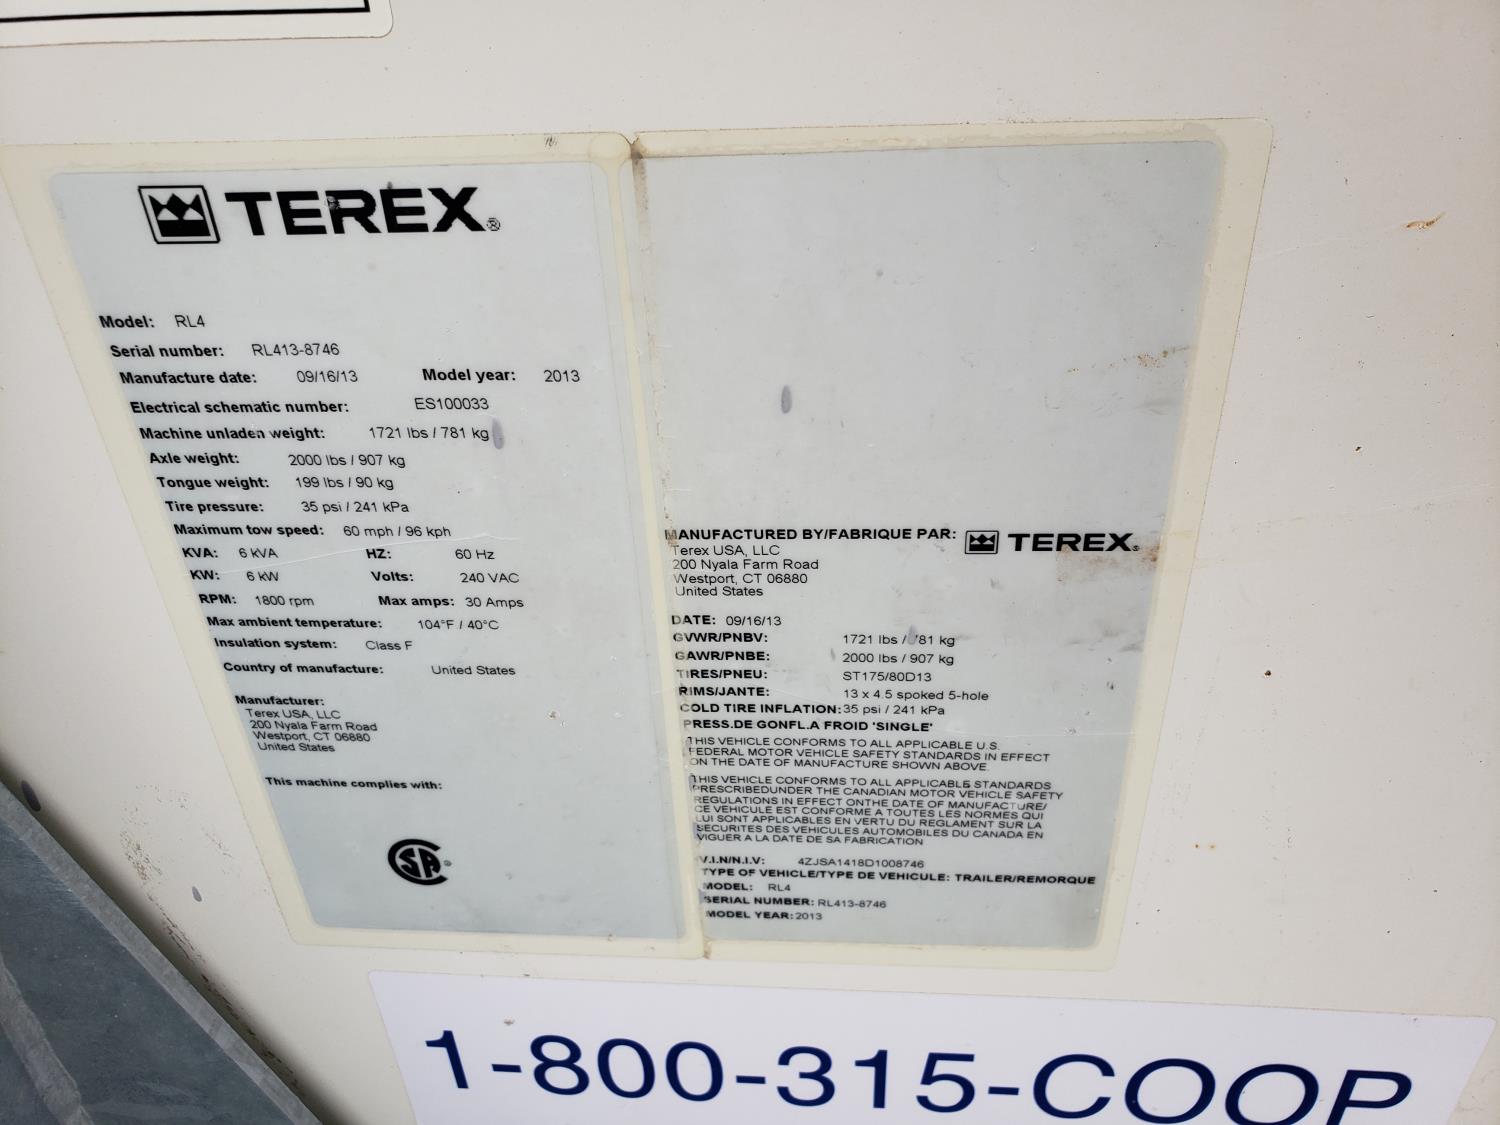 TEREX®
Model: RL4
Serial number: RL413-8746
Manufacture date: 09/16/13 Model year: 2013
Electrical schematic number: ES100033
Machine unladen weight: 1721 lbs / 781 kg
Axle weight: 2000 lbs / 907 kg
Tongue weight: 199 lbs / 90 kg
Tire pressure: 35 psi / 241 kPa
Maximum tow speed: 60 mph / 96 kph
KVA: 6 kVA HZ: 60 Hz
KW: 6 kW Volts: 240 VAC
RPM: 1800 rpm Max amps: 30 Amps
Max ambient temperature: 104°F / 40°C
Insulation system: Class F
Country of manufacture: United States
Manufacturer:
Terex USA, LLC
200 Nyala Farm Road
Westport, CT 06880
United States
This machine complies with:
CSA®
MANUFACTURED BY/FABRIQUE PAR: TEREX®
Terex USA, LLC
200 Nyala Farm Road
Westport, CT 06880
United States
DATE: 09/16/13
GVWR/PNBV: 1721 lbs / 781 kg
GAWR/PNBE: 2000 lbs / 907 kg
TIRES/PNEU: ST175/80D13
RIMS/JANTE: 13 x 4.5 spoked 5-hole
COLD TIRE INFLATION: 35 psi / 241 kPa
PRESS.DE GONFL.A FROID 'SINGLE'
THIS VEHICLE CONFORMS TO ALL APPLICABLE U.S.
FEDERAL MOTOR VEHICLE SAFETY STANDARDS IN EFFECT
ON THE DATE OF MANUFACTURE SHOWN ABOVE.
THIS VEHICLE CONFORMS TO ALL APPLICABLE STANDARDS
PRESCRIBEDUNDER THE CANADIAN MOTOR VEHICLE SAFETY
REGULATIONS IN EFFECT ONTHE DATE OF MANUFACTURE/
CE VEHICULE EST CONFORME A TOUTES LES NORMES QUI
LUI SONT APPLICABLES EN VERTU DU REGLAMENT SUR LA
SECURITES DES VEHICULES AUTOMOBILES DU CANADA EN
VIGUER A LA DATE DE SA FABRICATION
V.I.N/N.I.V: 4ZJSA1418D1008746
TYPE OF VEHICLE/TYPE DE VEHICULE: TRAILER/REMORQUE
MODEL: RL4
SERIAL NUMBER: RL413-8746
MODEL YEAR: 2013
1-800-315-COOP